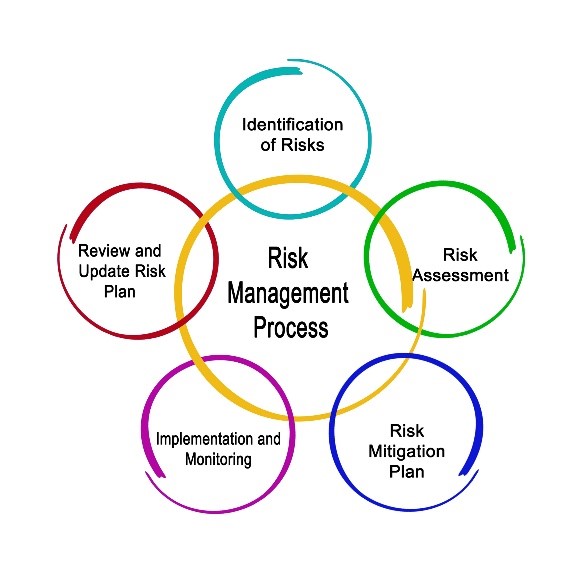 Identification
of Risks
Risk
Assessment
Risk
Mitigation
Plan
Implementation and
Monitoring
Review and
Update Risk
Plan
Risk
Management
Process